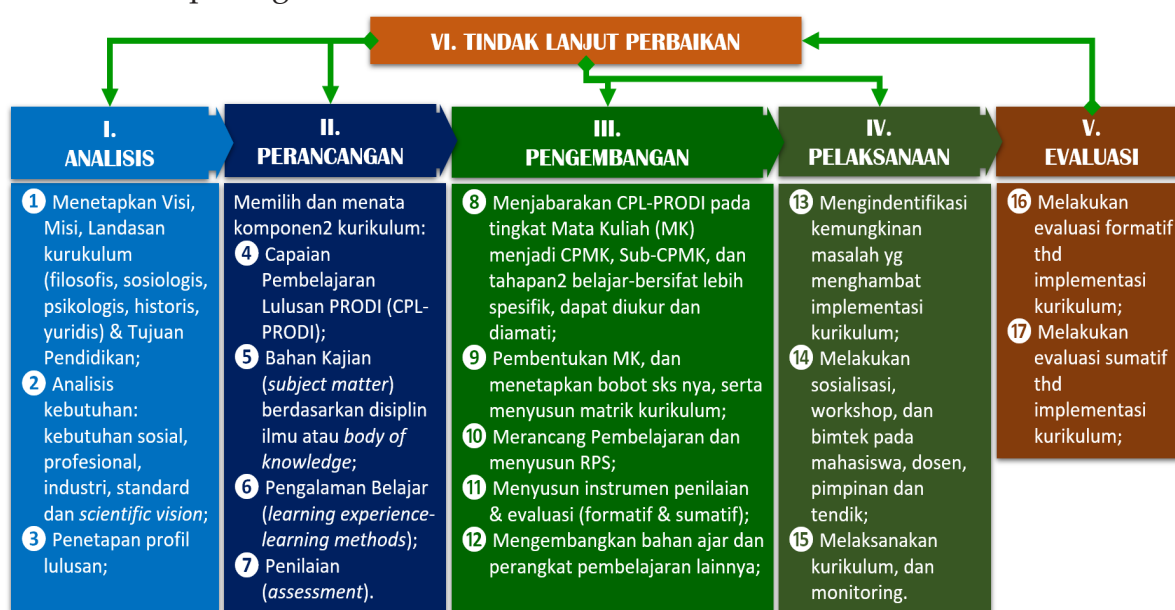 VI. TINDAK LANJUT PERBAIKAN
I.
ANALISIS
1 Menetapkan Visi,
Misi, Landasan
kurukulum
(filosofis, sosiologis,
psikologis, historis,
yuridis) & Tujuan
Pendidikan;
2 Analisis
kebutuhan:
kebutuhan sosial,
profesional,
industri, standard
dan scientific vision;
3 Penetapan profil
lulusan;
II.
PERANCANGAN
Memilih dan menata
komponen2 kurikulum:
4 Capaian
Pembelajaran
Lulusan PRODI (CPL-
PRODI);
5 Bahan Kajian
(subject matter)
berdasarkan disiplin
ilmu atau body of
knowledge;
6 Pengalaman Belajar
(learning experience-
learning methods);
7 Penilaian
(assessment).
III.
PENGEMBANGAN
8 Menjabarakan CPL-PRODI pada
tingkat Mata Kuliah (MK)
menjadi CPMK, Sub-CPMK, dan
tahapan2 belajar-bersifat lebih
spesifik, dapat diukur dan
diamati;
9 Pembentukan MK, dan
menetapkan bobot sks nya, serta
menyusun matrik kurikulum;
10 Merancang Pembelajaran dan
menyusun RPS;
11 Menyusun instrumen penilaian
& evaluasi (formatif & sumatif);
12 Mengembangkan bahan ajar dan
perangkat pembelajaran lainnya;
IV.
PELAKSANAAN
13 Mengindentifikasi
kemungkinan
masalah yg
menghambat
implementasi
kurikulum;
14 Melakukan
sosialisasi,
workshop, dan
bimtek pada
mahasiswa, dosen,
pimpinan dan
tendik;
15 Melaksanakan
kurikulum, dan
monitoring.
V.
EVALUASI
16 Melakukan
evaluasi formatif
thd
implementasi
kurikulum;
17 Melakukan
evaluasi sumatif
thd
implementasi
kurikulum;